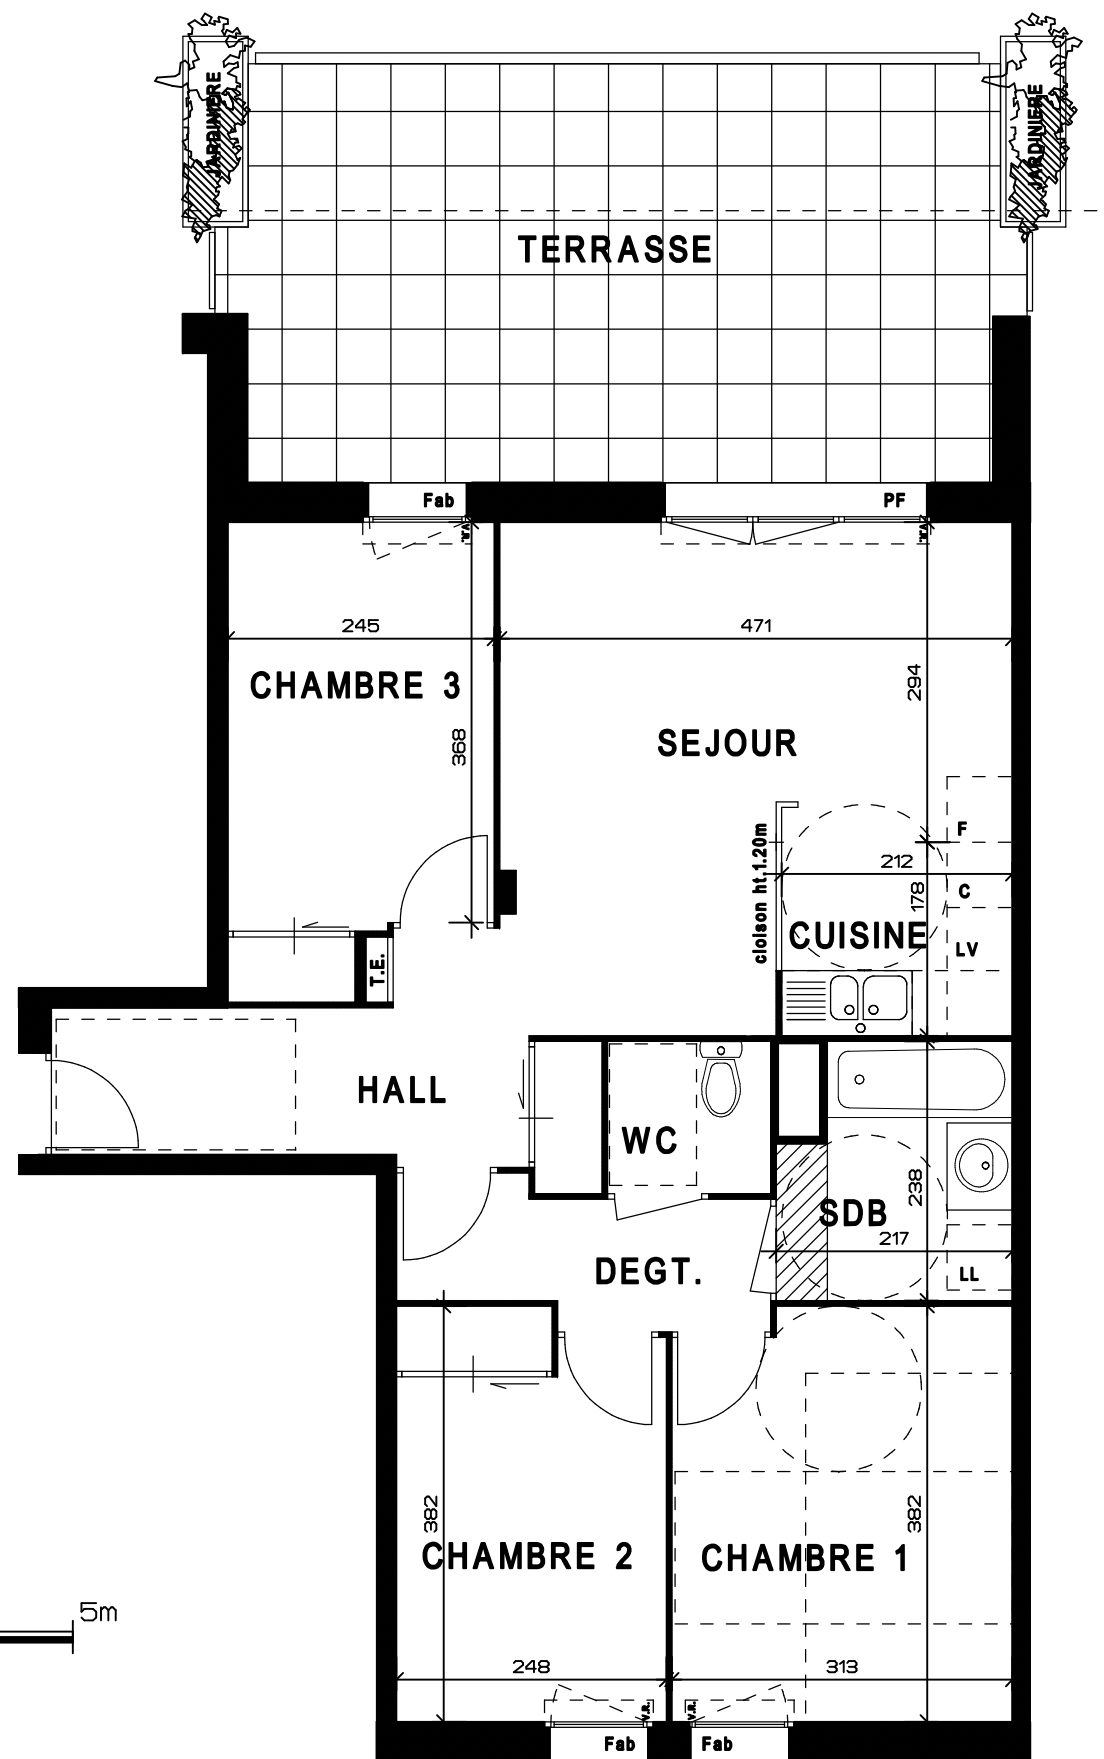 JARDINIERE
JARDINIERE
TERRASSE
Fab
PF
V.R.
V.R.
245
471
CHAMBRE 3
294
368
SEJOUR
cloison ht.1.20m
F
212
C
178
CUISINE
LV
T.E.
HALL
WC
238
SDB
217
DEGT.
LL
382
382
CHAMBRE 2
CHAMBRE 1
5m
248
313
V.R.
V.R.
Fab
Fab